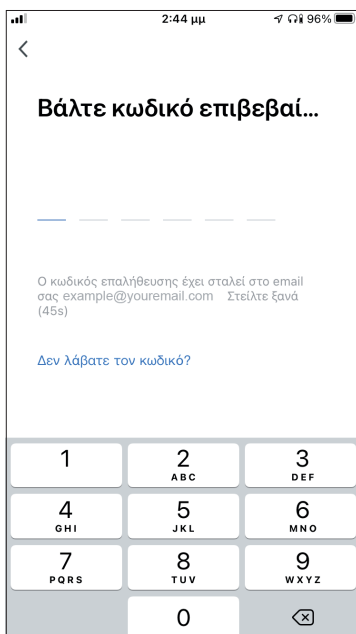 2:44 μμ 96%
Βάλτε κωδικό επιβεβαί...
Ο κωδικός επαλήθευσης έχει σταλεί στο email
σας example@youremail.com Στείλτε ξανά
(45s)
Δεν λάβατε τον κωδικό?
1 2 3
ABC DEF
4 5 6
GHI JKL MNO
7 8 9
PQRS TUV WXYZ
0